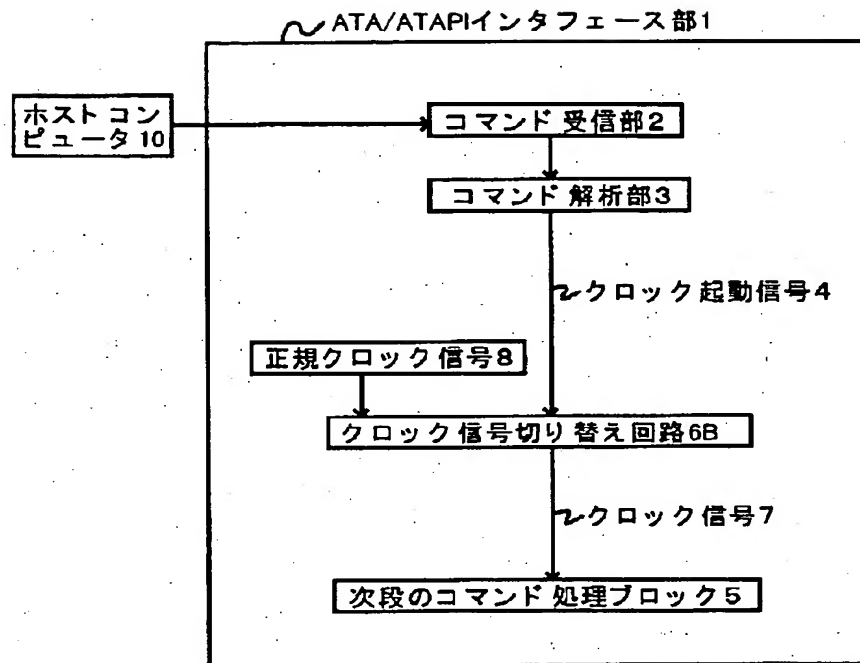 ATA/ATAPIインタフェース部1
ホストコン
ピュータ10
コマンド受信部2
コマンド解析部3
クロック起動信号4
正規クロック信号8
クロック信号切り替え回路6B
クロック信号7
次段のコマンド処理ブロック5